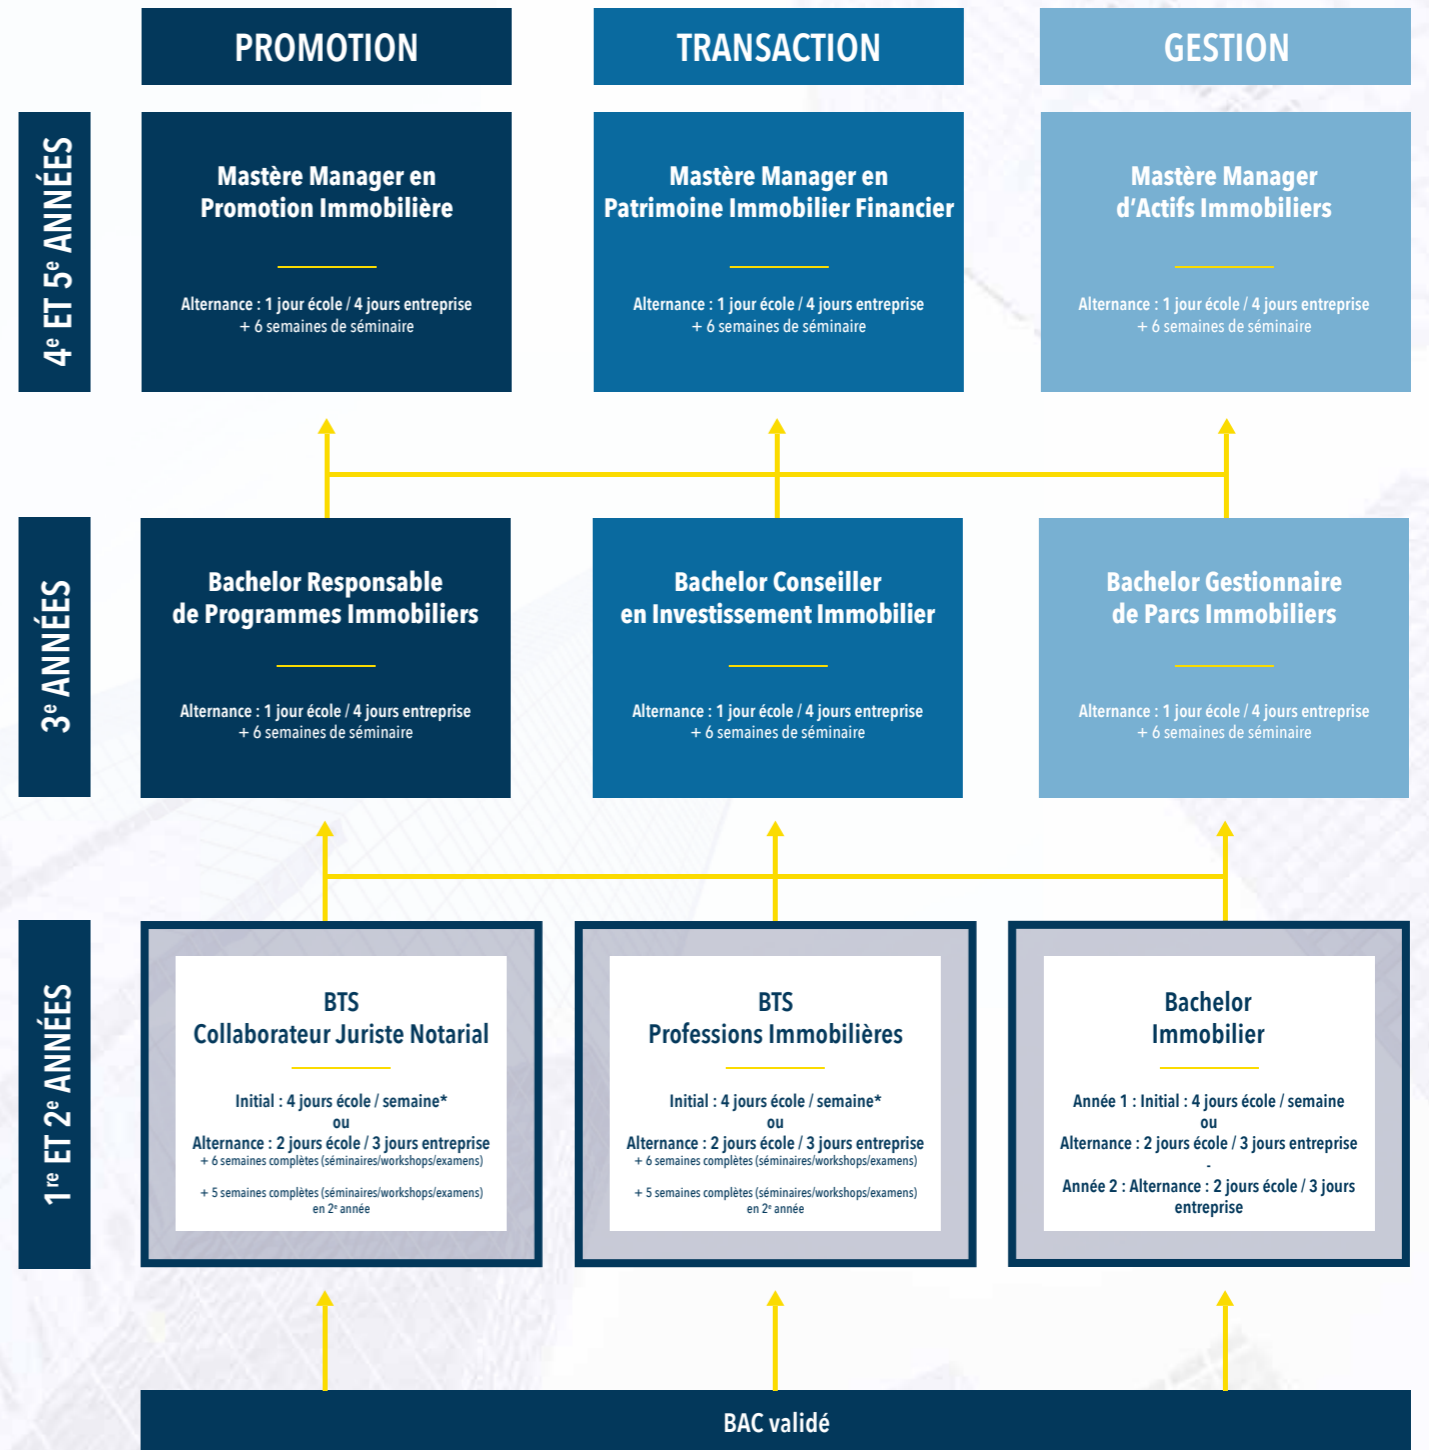 PROMOTION
TRANSACTION
GESTION
4e ET 5e ANNÉES
Mastère Manager en
Promotion Immobilière
Alternance : 1 jour école / 4 jours entreprise
+ 6 semaines de séminaire
Mastère Manager en
Patrimoine Immobilier Financier
Alternance : 1 jour école / 4 jours entreprise
+ 6 semaines de séminaire
Mastère Manager
d'Actifs Immobiliers
Alternance : 1 jour école / 4 jours entreprise
+ 6 semaines de séminaire
3e ANNÉES
Bachelor Responsable
de Programmes Immobiliers
Alternance : 1 jour école / 4 jours entreprise
+ 6 semaines de séminaire
Bachelor Conseiller
en Investissement Immobilier
Alternance : 1 jour école / 4 jours entreprise
+ 6 semaines de séminaire
Bachelor Gestionnaire
de Parcs Immobiliers
Alternance : 1 jour école / 4 jours entreprise
+ 6 semaines de séminaire
1re ET 2e ANNÉES
BTS
Collaborateur Juriste Notarial
Initial : 4 jours école / semaine*
ou
Alternance : 2 jours école / 3 jours entreprise
+ 6 semaines complètes (séminaires/workshops/examens)
+ 5 semaines complètes (séminaires/workshops/examens)
en 2e année
BTS
Professions Immobilières
Initial : 4 jours école / semaine*
ou
Alternance : 2 jours école / 3 jours entreprise
+ 6 semaines complètes (séminaires/workshops/examens)
+ 5 semaines complètes (séminaires/workshops/examens)
en 2e année
Bachelor
Immobilier
Année 1 : Initial : 4 jours école / semaine
ou
Alternance : 2 jours école / 3 jours entreprise
-
Année 2 : Alternance : 2 jours école / 3 jours
entreprise
BAC validé